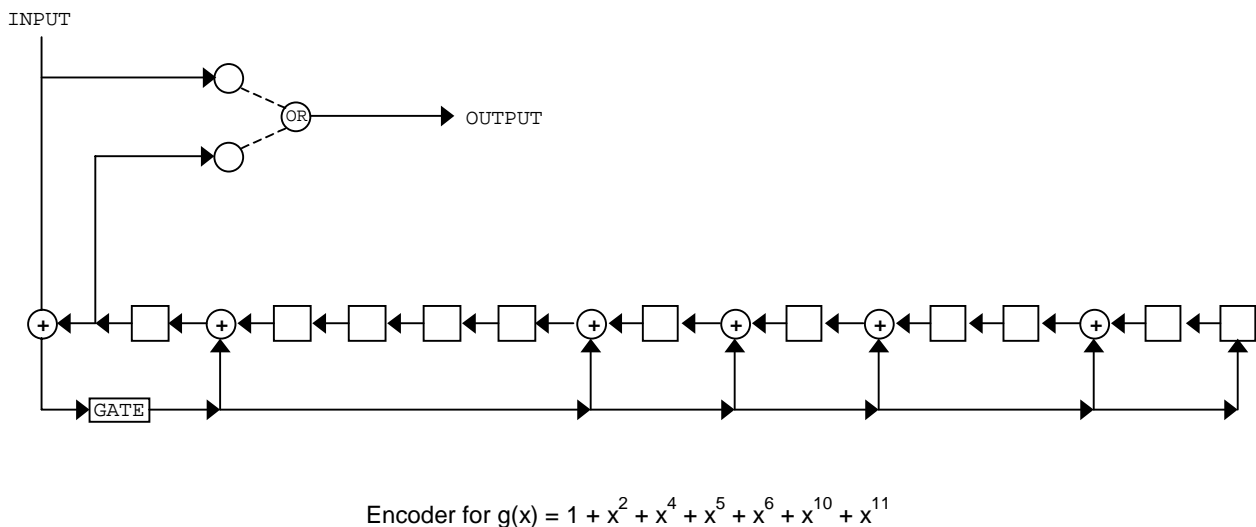 INPUT
OR
OUTPUT
+ + + + + +
GATE
Encoder for g(x) = 1 + x² + x⁴ + x⁵ + x⁶ + x¹⁰ + x¹¹